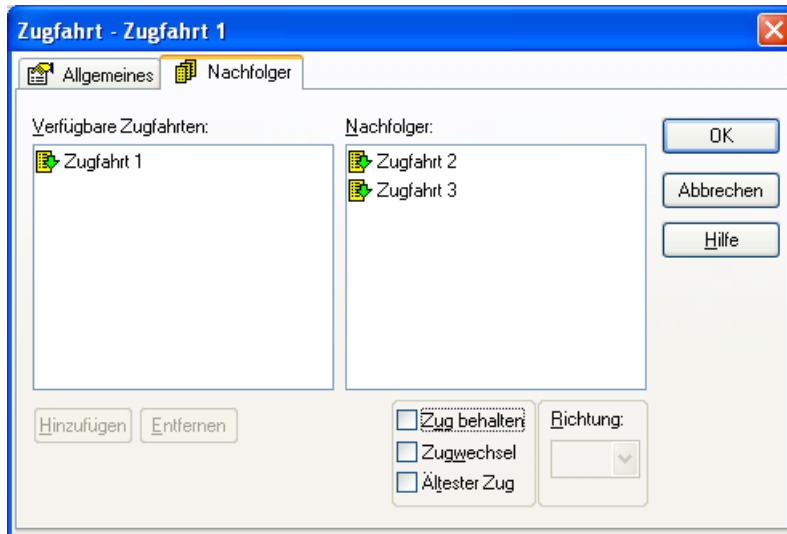 Zugfahrt - Zugfahrt 1
Allgemeines
Nachfolger
Verfügbare Zugfahrten:
Zugfahrt 1
Nachfolger:
Zugfahrt 2
Zugfahrt 3
OK
Abbrechen
Hilfe
Hinzufügen
Entfernen
Zug behalten
Zugwechsel
Ältester Zug
Richtung: